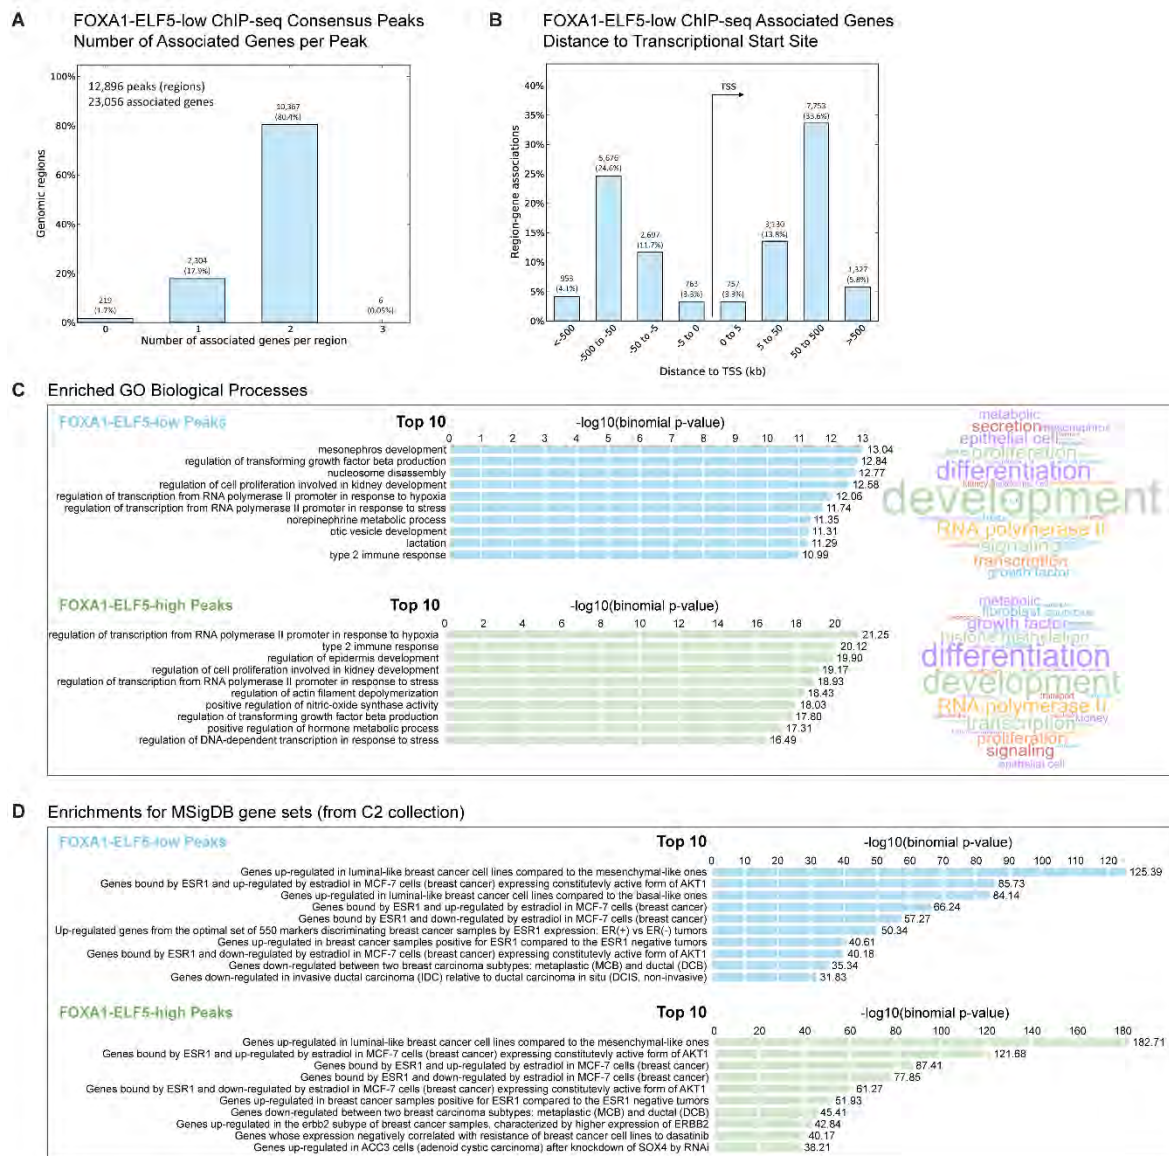 A FOXA1-ELF5-low ChIP-seq Consensus Peaks
Number of Associated Genes per Peak
12,896 peaks (regions)
23,056 associated genes
Genomic regions
100%
80%
60%
40%
20%
0%
219
(1.7%)
2,304
(17.9%)
10,367
(80.4%)
6
(0.05%)
0 1 2 3
Number of associated genes per region
B FOXA1-ELF5-low ChIP-seq Associated Genes
Distance to Transcriptional Start Site
Region-gene associations
40%
35%
30%
25%
20%
15%
10%
5%
0%
TSS
953
(4.1%)
5,676
(24.6%)
2,697
(11.7%)
763
(3.3%)
757
(3.3%)
3,130
(13.6%)
7,753
(33.6%)
1,327
(5.8%)
<-500
-500 to -50
-50 to -5
-5 to 0
0 to 5
5 to 50
50 to 500
>500
Distance to TSS (kb)
C Enriched GO Biological Processes
FOXA1-ELF5-low Peaks Top 10 -log10(binomial p-value)
0 1 2 3 4 5 6 7 8 9 10 11 12 13
mesonephros development 13.04
regulation of transforming growth factor beta production 12.84
nucleosome disassembly 12.77
regulation of cell proliferation involved in kidney development 12.58
regulation of transcription from RNA polymerase II promoter in response to hypoxia 12.06
regulation of transcription from RNA polymerase II promoter in response to stress 11.74
norepinephrine metabolic process 11.35
otic vesicle development 11.31
lactation 11.29
type 2 immune response 10.99
metabolic
secretion mesonephros
epithelial cell
proliferation
differentiation
development
RNA polymerase II
signaling
transcription
growth factor
FOXA1-ELF5-high Peaks Top 10 -log10(binomial p-value)
0 2 4 6 8 10 12 14 16 18 20
regulation of transcription from RNA polymerase II promoter in response to hypoxia 21.25
type 2 immune response 20.12
regulation of epidermis development 19.90
regulation of cell proliferation involved in kidney development 19.17
regulation of transcription from RNA polymerase II promoter in response to stress 18.93
regulation of actin filament depolymerization 18.43
positive regulation of nitric-oxide synthase activity 18.03
regulation of transforming growth factor beta production 17.80
positive regulation of hormone metabolic process 17.31
regulation of DNA-dependent transcription in response to stress 16.49
metabolic
fibroblast
growth factor
histone methylation
differentiation
development
transport
RNA polymerase II
transcription kidney
proliferation
signaling
epithelial cell
D Enrichments for MSigDB gene sets (from C2 collection)
FOXA1-ELF5-low Peaks Top 10 -log10(binomial p-value)
0 10 20 30 40 50 60 70 80 90 100 110 120
Genes up-regulated in luminal-like breast cancer cell lines compared to the mesenchymal-like ones 125.39
Genes bound by ESR1 and up-regulated by estradiol in MCF-7 cells (breast cancer) expressing constitutevly active form of AKT1 85.73
Genes up-regulated in luminal-like breast cancer cell lines compared to the basal-like ones 84.14
Genes bound by ESR1 and up-regulated by estradiol in MCF-7 cells (breast cancer) 66.24
Genes bound by ESR1 and down-regulated by estradiol in MCF-7 cells (breast cancer) 57.27
Up-regulated genes from the optimal set of 550 markers discriminating breast cancer samples by ESR1 expression: ER(+) vs ER(-) tumors 50.34
Genes up-regulated in breast cancer samples positive for ESR1 compared to the ESR1 negative tumors 40.61
Genes bound by ESR1 and down-regulated by estradiol in MCF-7 cells (breast cancer) expressing constitutevly active form of AKT1 40.18
Genes down-regulated between two breast carcinoma subtypes: metaplastic (MCB) and ductal (DCB) 35.34
Genes down-regulated in invasive ductal carcinoma (IDC) relative to ductal carcinoma in situ (DCIS, non-invasive) 31.83
FOXA1-ELF5-high Peaks Top 10 -log10(binomial p-value)
0 20 40 60 80 100 120 140 160 180
Genes up-regulated in luminal-like breast cancer cell lines compared to the mesenchymal-like ones 182.71
Genes bound by ESR1 and up-regulated by estradiol in MCF-7 cells (breast cancer) expressing constitutevly active form of AKT1 121.68
Genes bound by ESR1 and up-regulated by estradiol in MCF-7 cells (breast cancer) 87.41
Genes bound by ESR1 and down-regulated by estradiol in MCF-7 cells (breast cancer) 77.85
Genes bound by ESR1 and down-regulated by estradiol in MCF-7 cells (breast cancer) expressing constitutevly active form of AKT1 61.27
Genes up-regulated in breast cancer samples positive for ESR1 compared to the ESR1 negative tumors 51.93
Genes down-regulated between two breast carcinoma subtypes: metaplastic (MCB) and ductal (DCB) 45.41
Genes up-regulated in the erbb2 subype of breast cancer samples, characterized by higher expression of ERBB2 42.84
Genes whose expression negatively correlated with resistance of breast cancer cell lines to dasatinib 40.17
Genes up-regulated in ACC3 cells (adenoid cystic carcinoma) after knockdown of SOX4 by RNAi 38.21